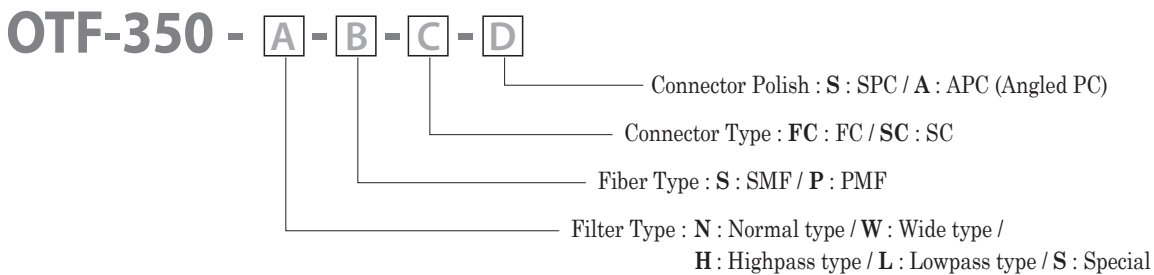 OTF-350 - A - B - C - D
Connector Polish : S : SPC / A : APC (Angled PC)
Connector Type : FC : FC / SC : SC
Fiber Type : S : SMF / P : PMF
Filter Type : N : Normal type / W : Wide type /
H : Highpass type / L : Lowpass type / S : Special